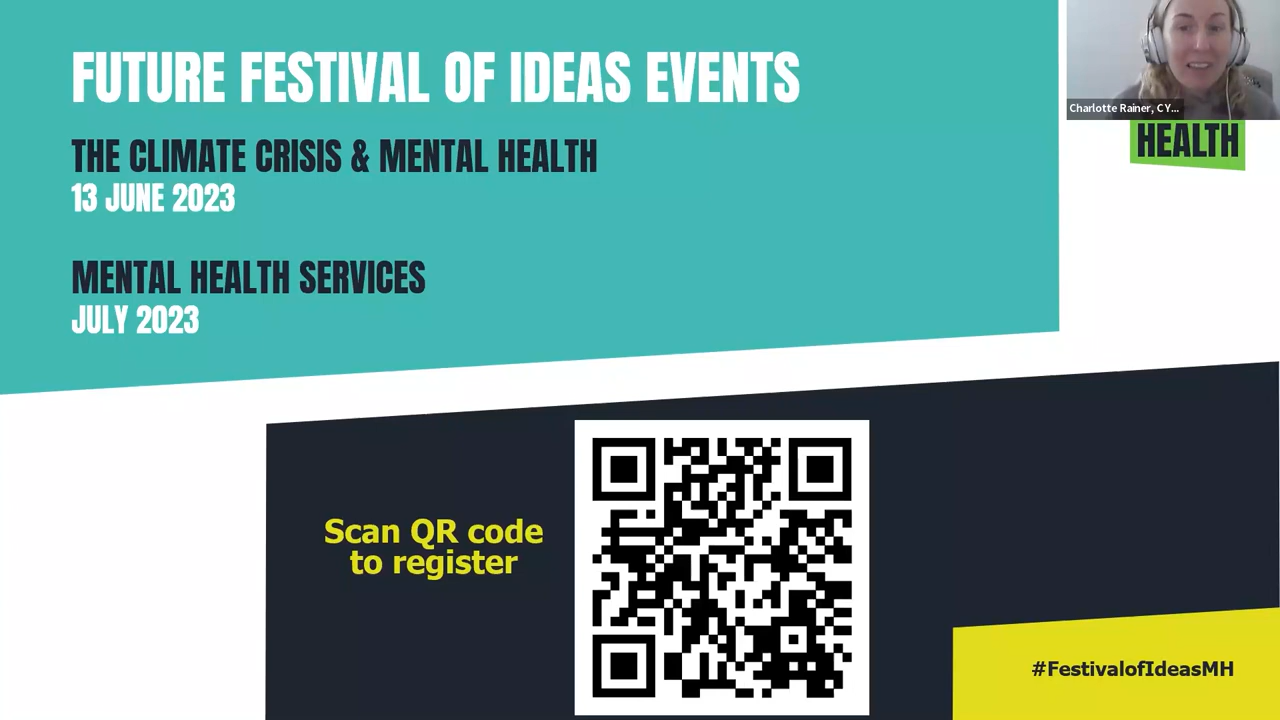 FUTURE FESTIVAL OF IDEAS EVENTS
THE CLIMATE CRISIS & MENTAL HEALTH
13 JUNE 2023
MENTAL HEALTH SERVICES
JULY 2023
Charlotte Rainer, CY...
HEALTH
Scan QR code
to register
#FestivalofIdeasMH